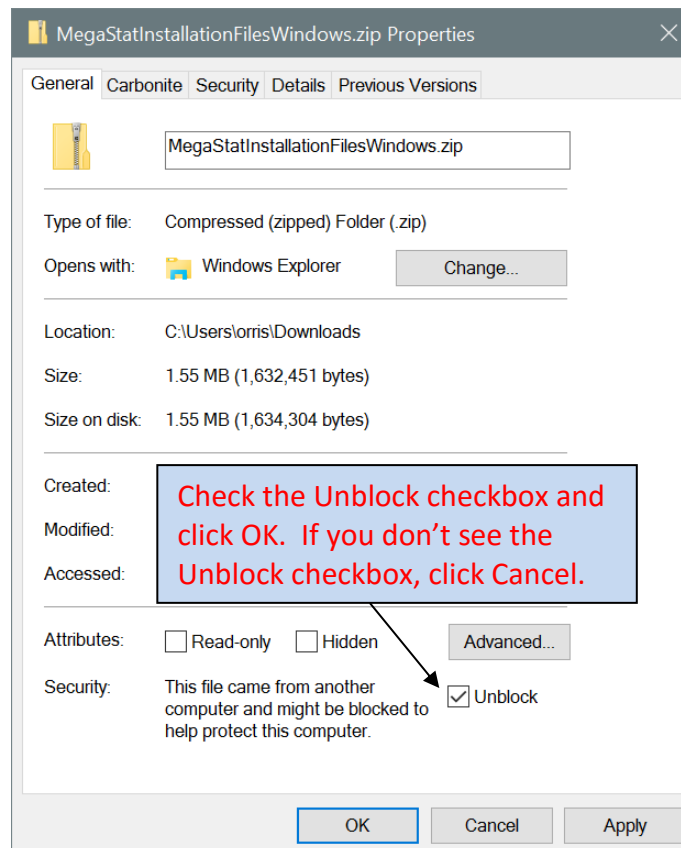 MegaStatInstallationFilesWindows.zip Properties
General Carbonite Security Details Previous Versions
MegaStatInstallationFilesWindows.zip
Type of file: Compressed (zipped) Folder (.zip)
Opens with: Windows Explorer Change...
Location: C:\Users\orris\Downloads
Size: 1.55 MB (1,632,451 bytes)
Size on disk: 1.55 MB (1,634,304 bytes)
Created:
Modified:
Accessed:
Check the Unblock checkbox and
click OK.  If you don’t see the
Unblock checkbox, click Cancel.
Attributes: Read-only Hidden Advanced...
Security: This file came from another
computer and might be blocked to
help protect this computer.
Unblock
OK Cancel Apply